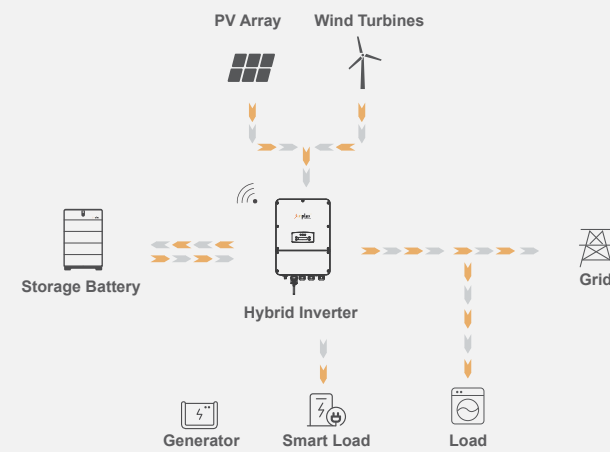 PV Array
Wind Turbines
Storage Battery
Hybrid Inverter
Grid
Generator
Smart Load
Load